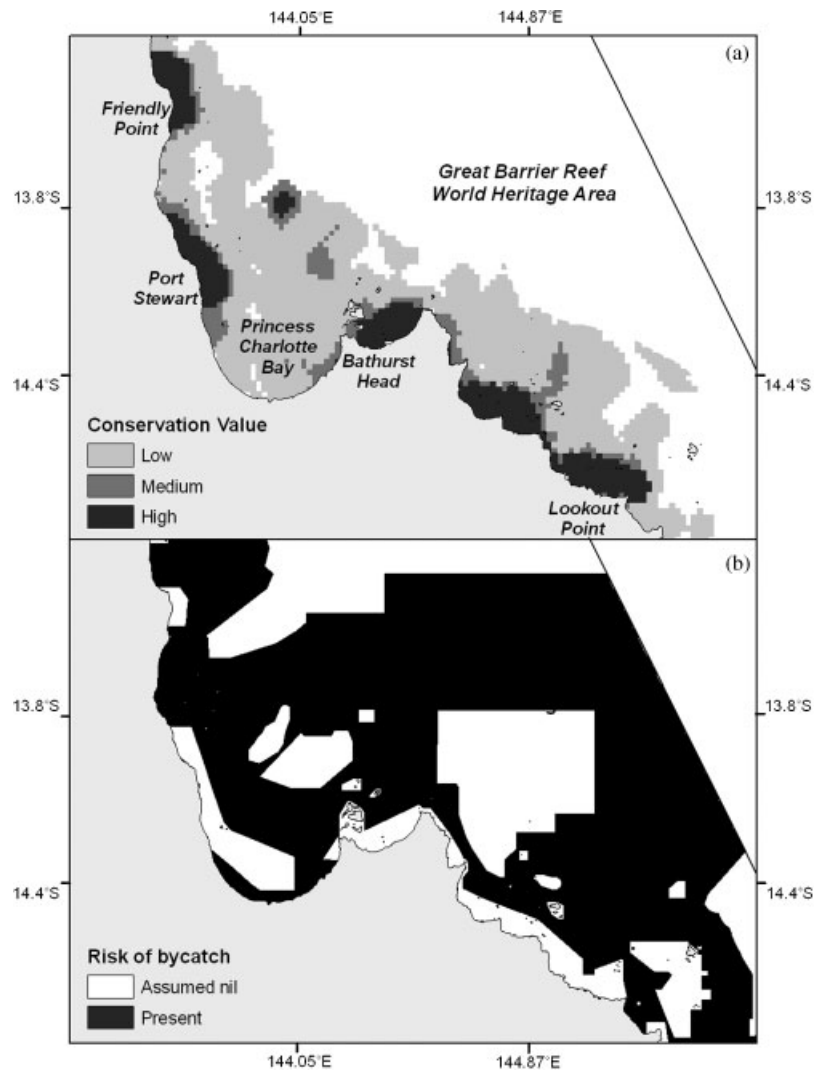 144.05°E 144.87°E
(a)
Friendly
Point
Great Barrier Reef
World Heritage Area
13.8°S 13.8°S
Port
Stewart
Princess
Charlotte
Bay
Bathurst
Head
14.4°S 14.4°S
Conservation Value
Low
Medium
High
Lookout
Point
(b)
13.8°S 13.8°S
14.4°S 14.4°S
Risk of bycatch
Assumed nil
Present
144.05°E 144.87°E